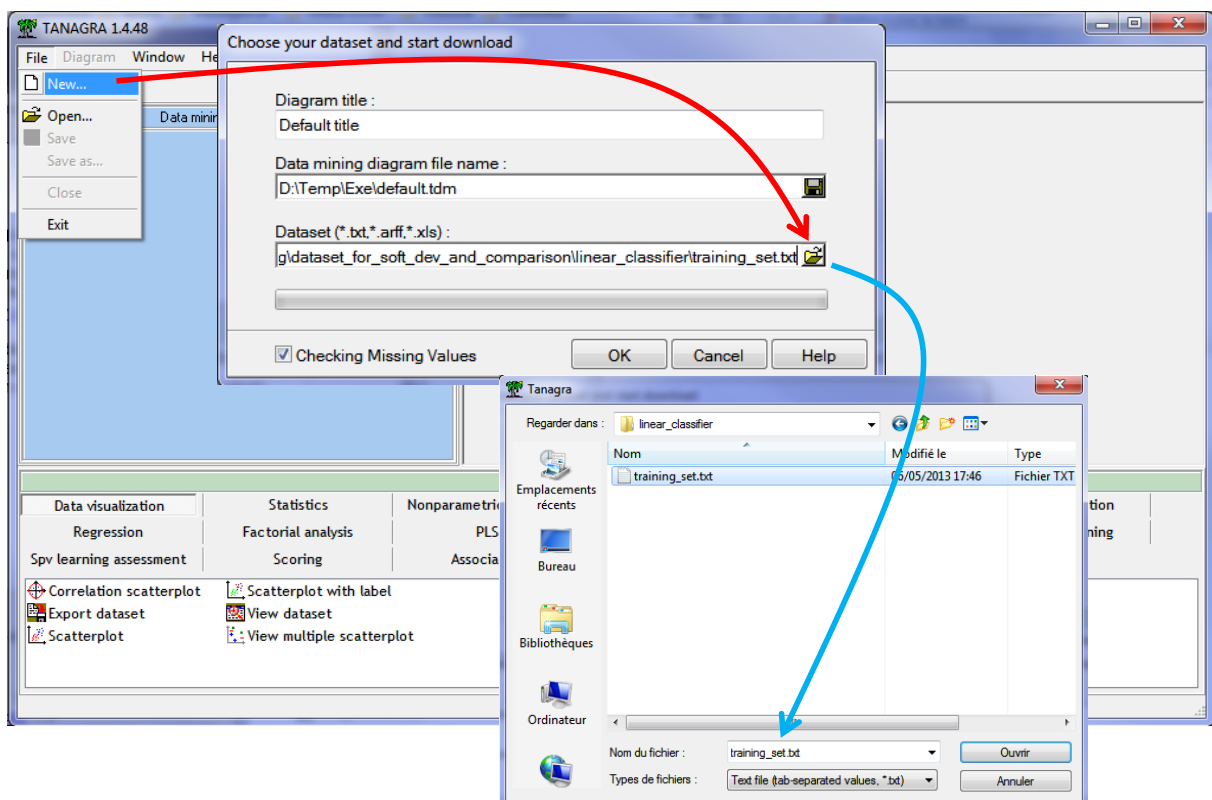 TANAGRA 1.4.48
File Diagram Window He
New...
Open...
Save
Save as...
Close
Exit
Data minin
Choose your dataset and start download
Diagram title :
Default title
Data mining diagram file name :
D:\Temp\Exe\default.tdm
Dataset (*.txt,*.arff,*.xls) :
g\dataset_for_soft_dev_and_comparison\linear_classifier\training_set.txt
Checking Missing Values
OK Cancel Help
Tanagra
Regarder dans : linear_classifier
Nom Modifié le Type
training_set.txt 06/05/2013 17:46 Fichier TXT
Emplacements
récents
Bureau
Bibliothèques
Ordinateur
Nom du fichier : training_set.txt Ouvrir
Types de fichiers : Text file (tab-separated values, *.txt) Annuler
Data visualization Statistics Nonparametri tion
Regression Factorial analysis PLS ning
Spv learning assessment Scoring Associa
Correlation scatterplot Scatterplot with label
Export dataset View dataset
Scatterplot View multiple scatterplot